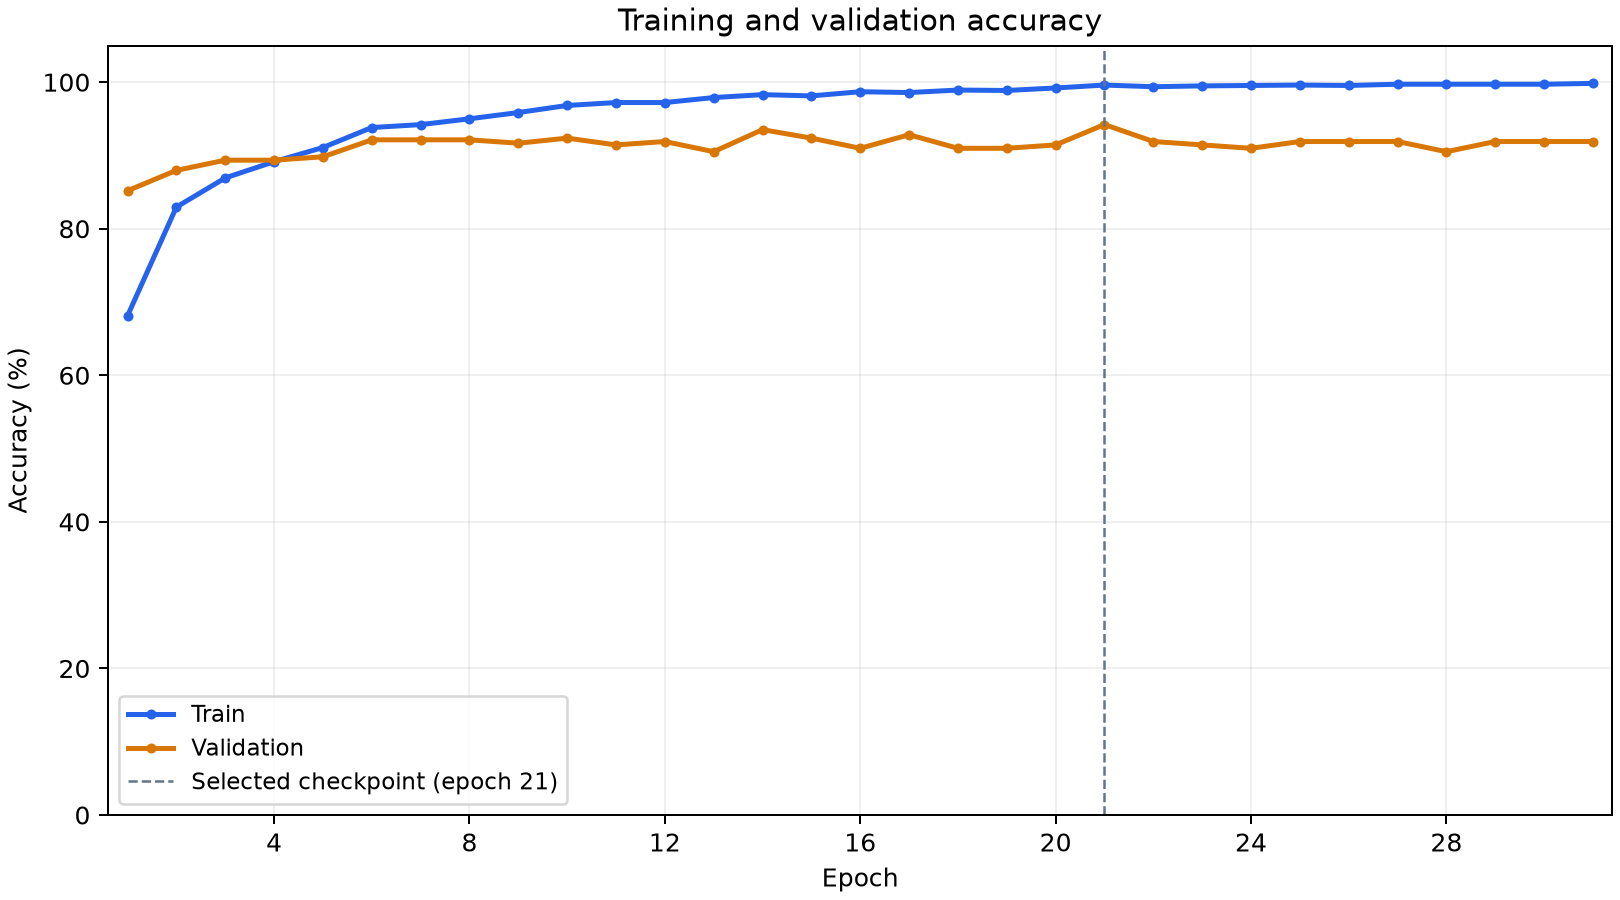 Training and validation accuracy
100
80
60
40
20
0
Accuracy (%)
Train
Validation
Selected checkpoint (epoch 21)
4 8 12 16 20 24 28
Epoch